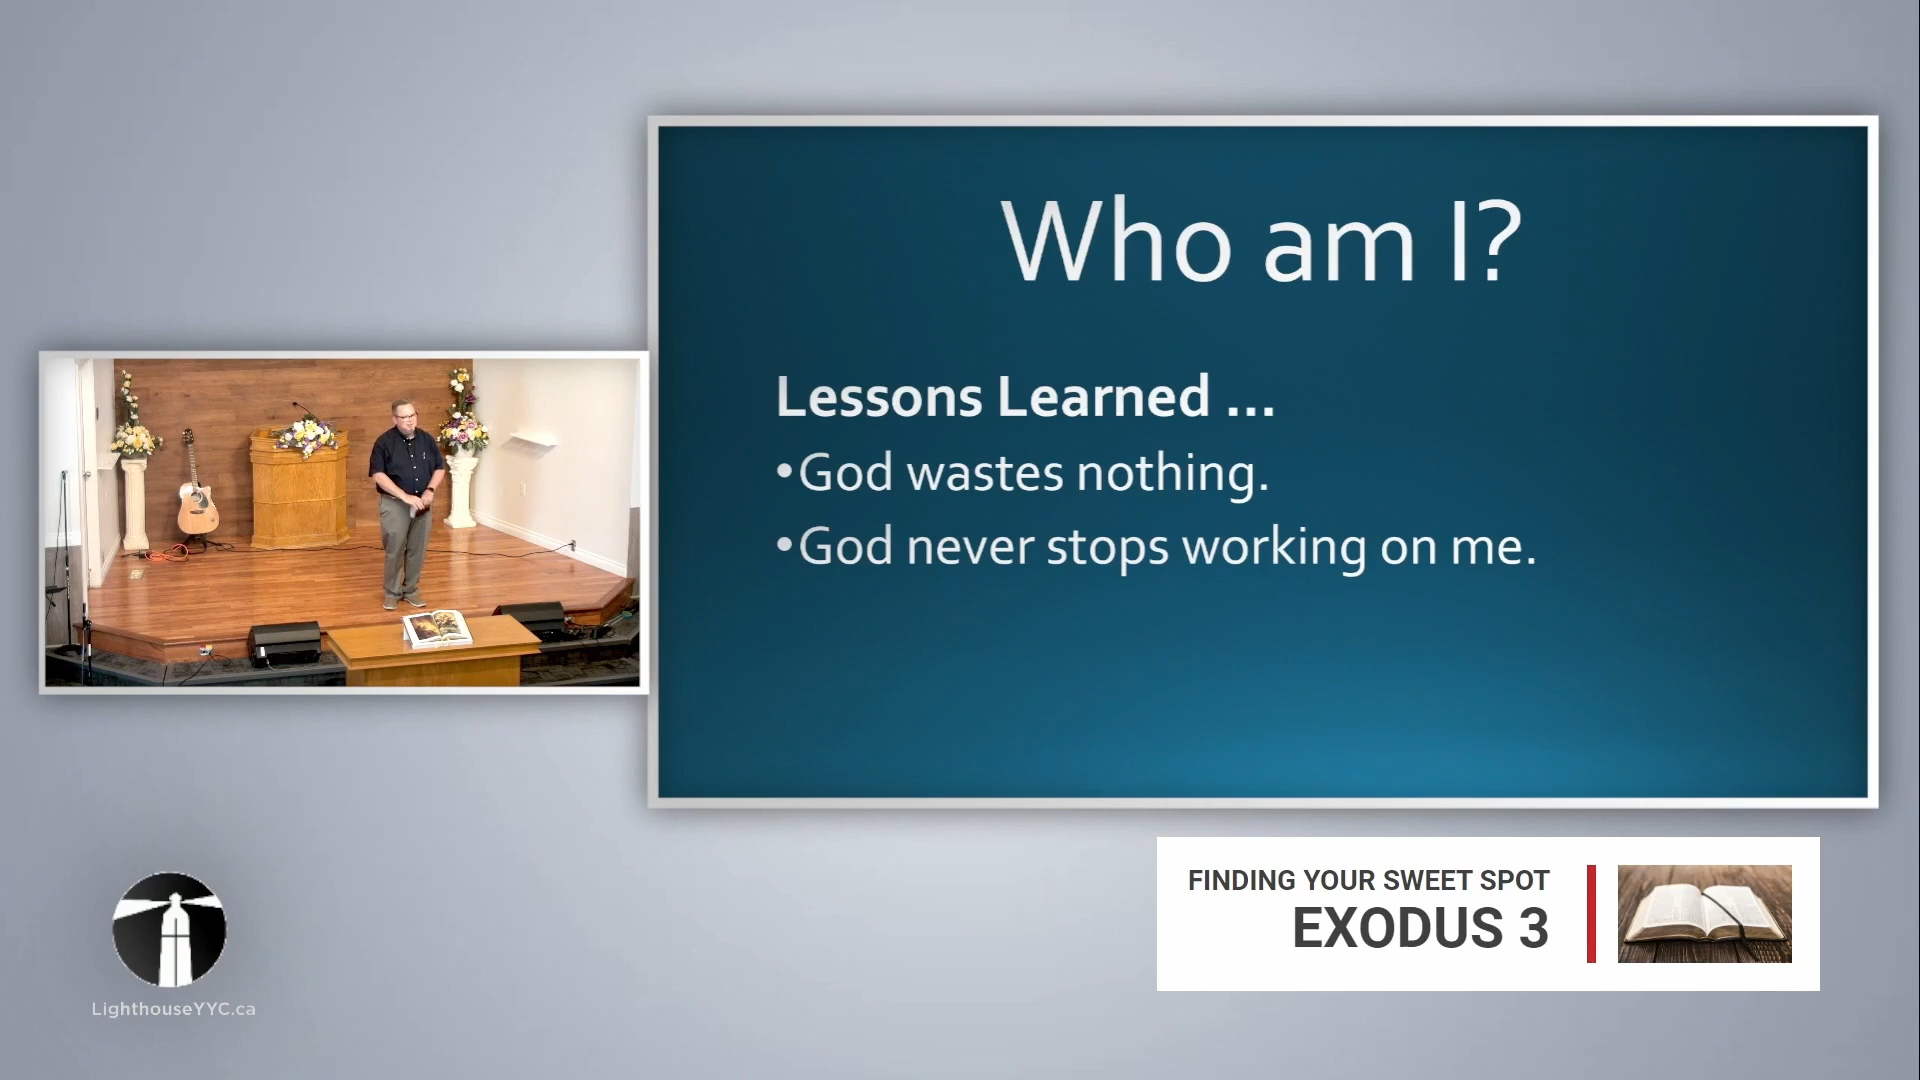 Who am I?
Lessons Learned ...
•God wastes nothing.
•God never stops working on me.
FINDING YOUR SWEET SPOT
EXODUS 3
LighthouseYYC.ca